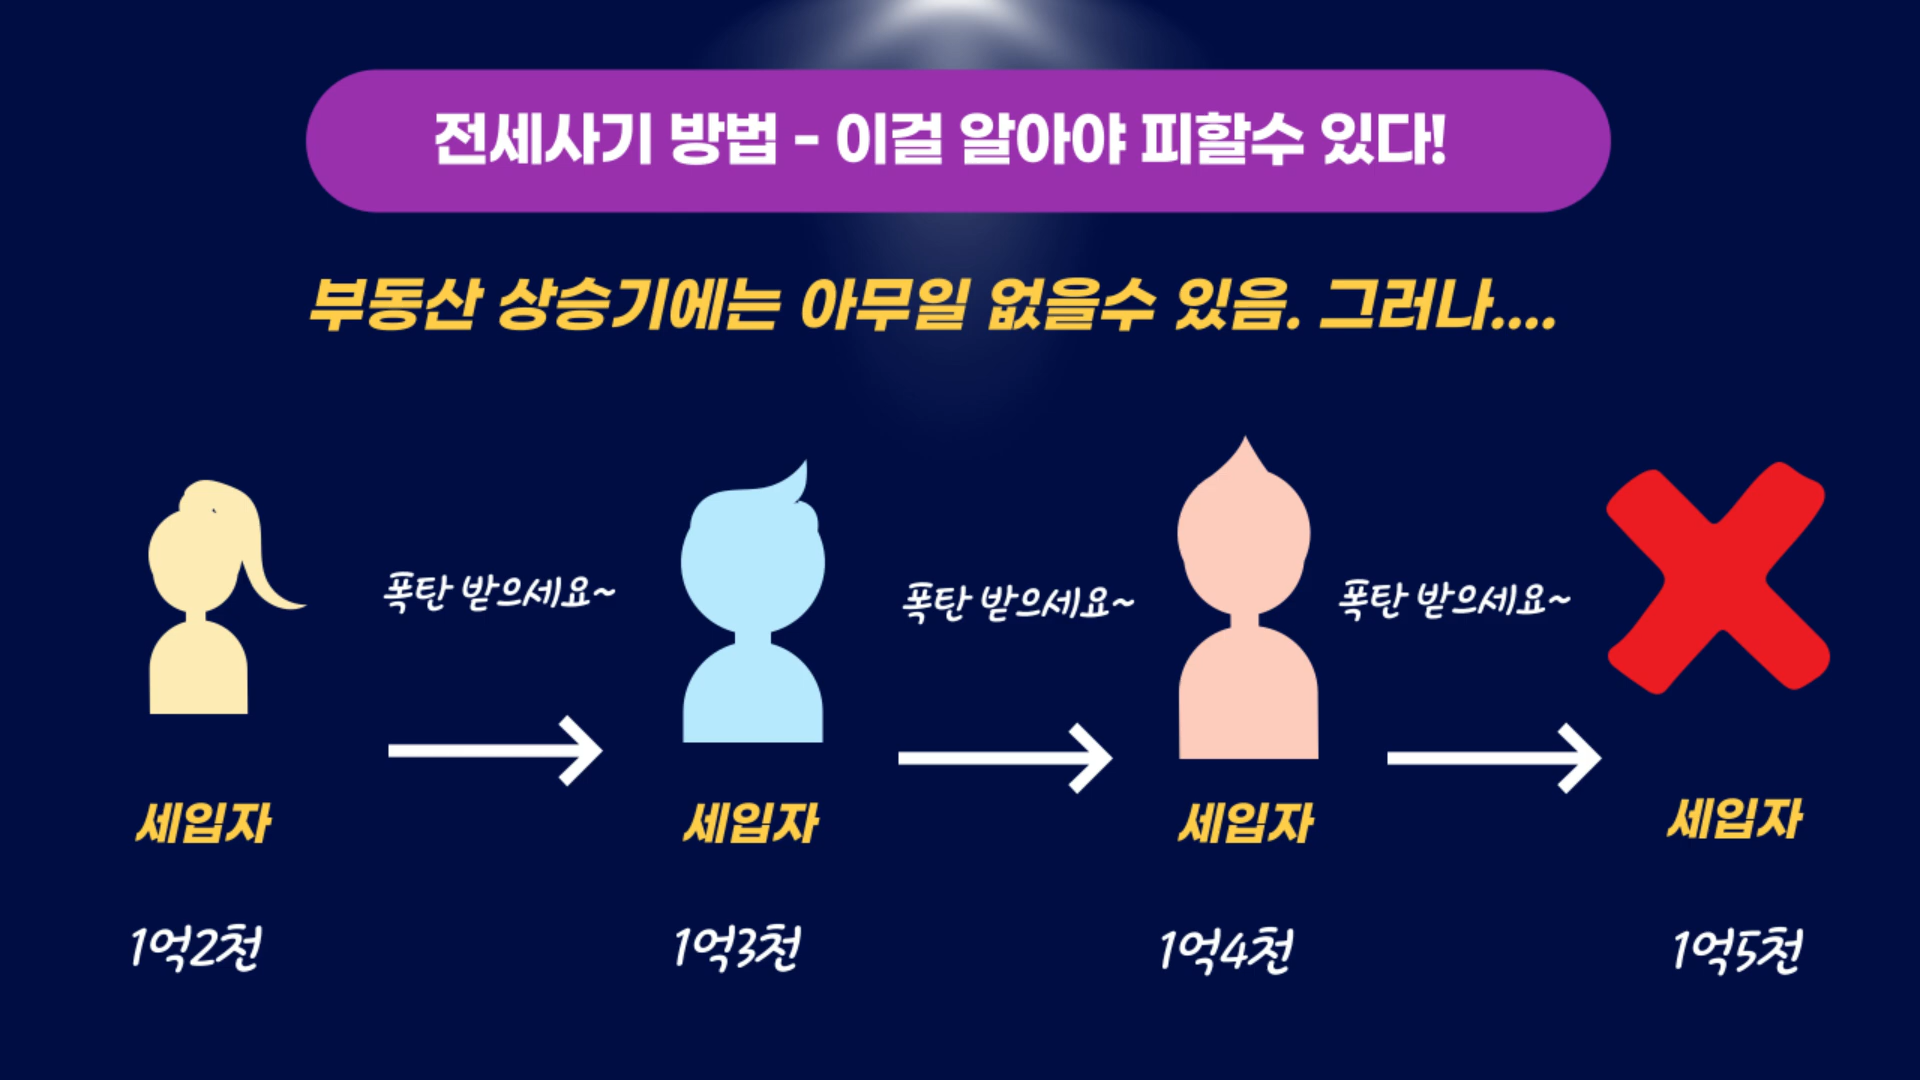 전세사기 방법 - 이걸 알아야 피할수 있다!
부동산 상승기에는 아무일 없을수 있음. 그러나....
폭탄 받으세요~ 폭탄 받으세요~ 폭탄 받으세요~
세입자 세입자 세입자 세입자
1억2천 1억3천 1억4천 1억5천